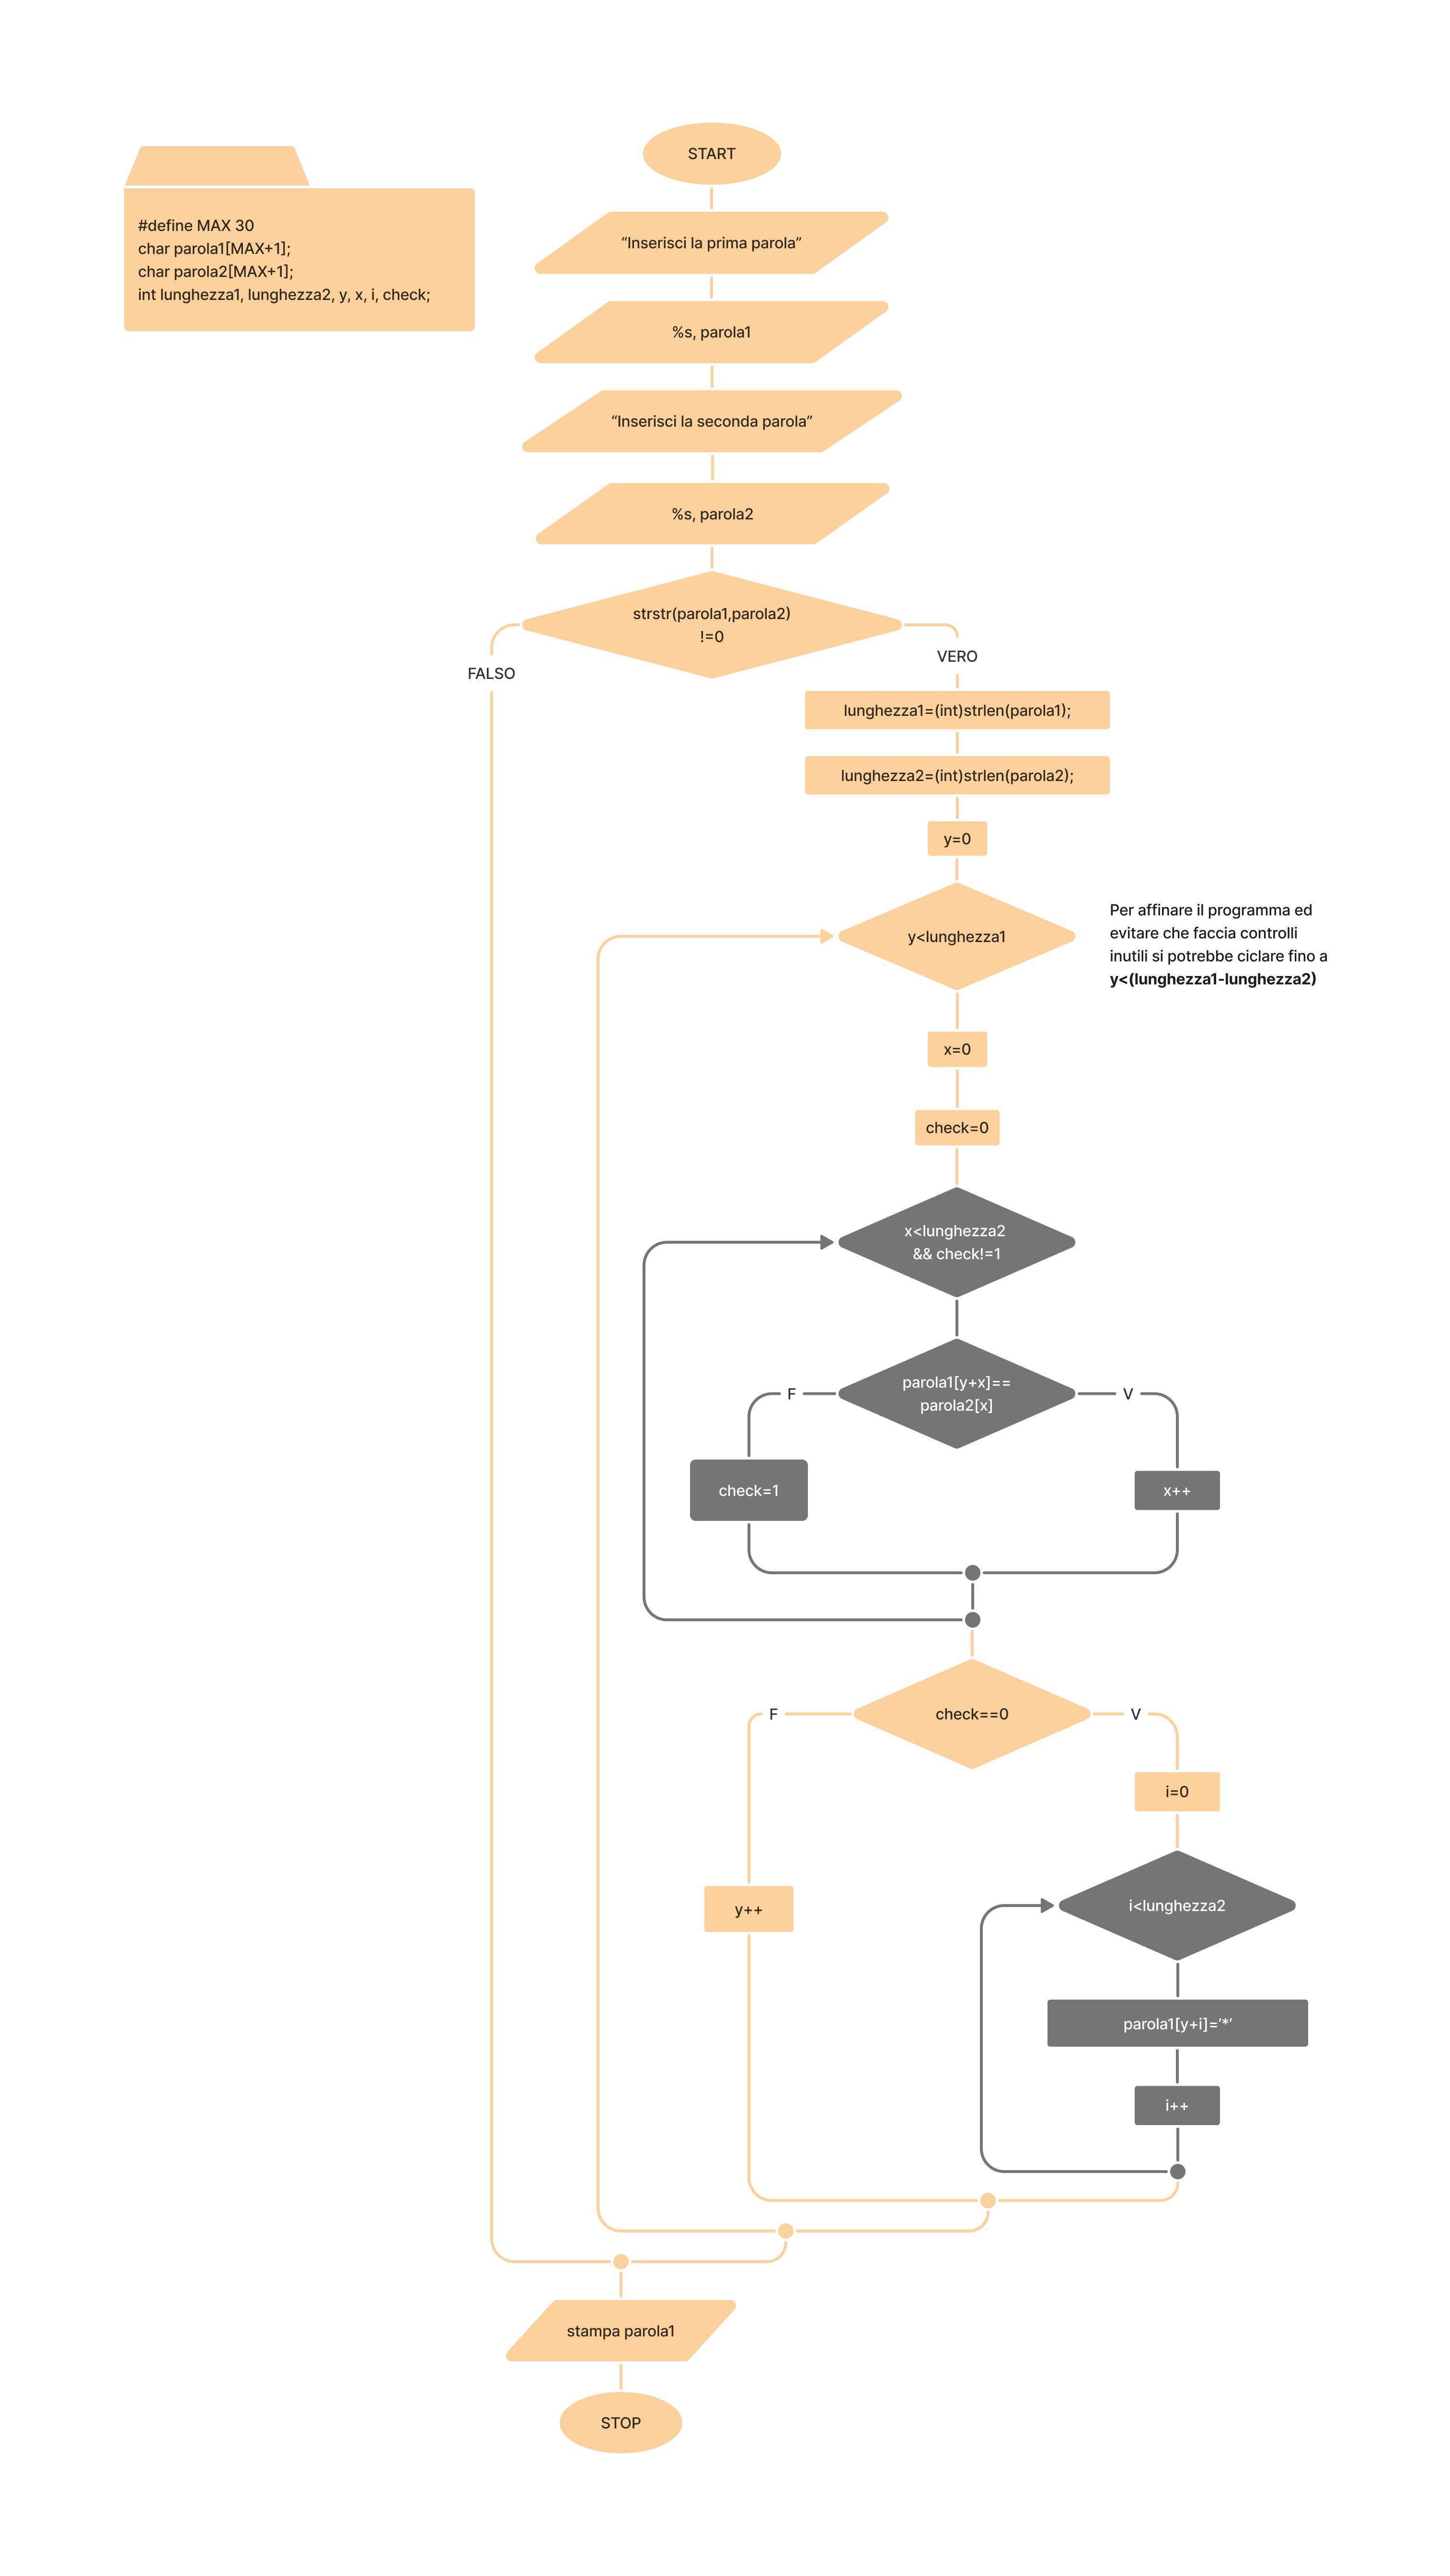 START
#define MAX 30
char parola1[MAX+1];
char parola2[MAX+1];
int lunghezza1, lunghezza2, y, x, i, check;
“Inserisci la prima parola”
%s, parola1
“Inserisci la seconda parola”
%s, parola2
strstr(parola1,parola2)
!=0
FALSO
VERO
lunghezza1=(int)strlen(parola1);
lunghezza2=(int)strlen(parola2);
y=0
y<lunghezza1
Per affinare il programma ed
evitare che faccia controlli
inutili si potrebbe ciclare fino a
y<(lunghezza1-lunghezza2)
x=0
check=0
x<lunghezza2
&& check!=1
parola1[y+x]==
parola2[x]
F
V
check=1
x++
check==0
F
V
i=0
i<lunghezza2
y++
parola1[y+i]=’*’
i++
stampa parola1
STOP